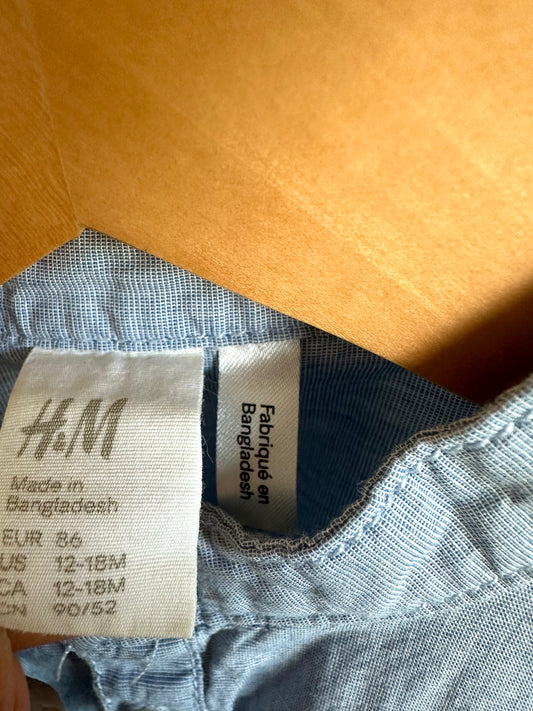 H&M
Made in
Bangladesh
EUR 86
US 12-18M
CA 12-18M
CN 90/52
Fabriqué en
Bangladesh